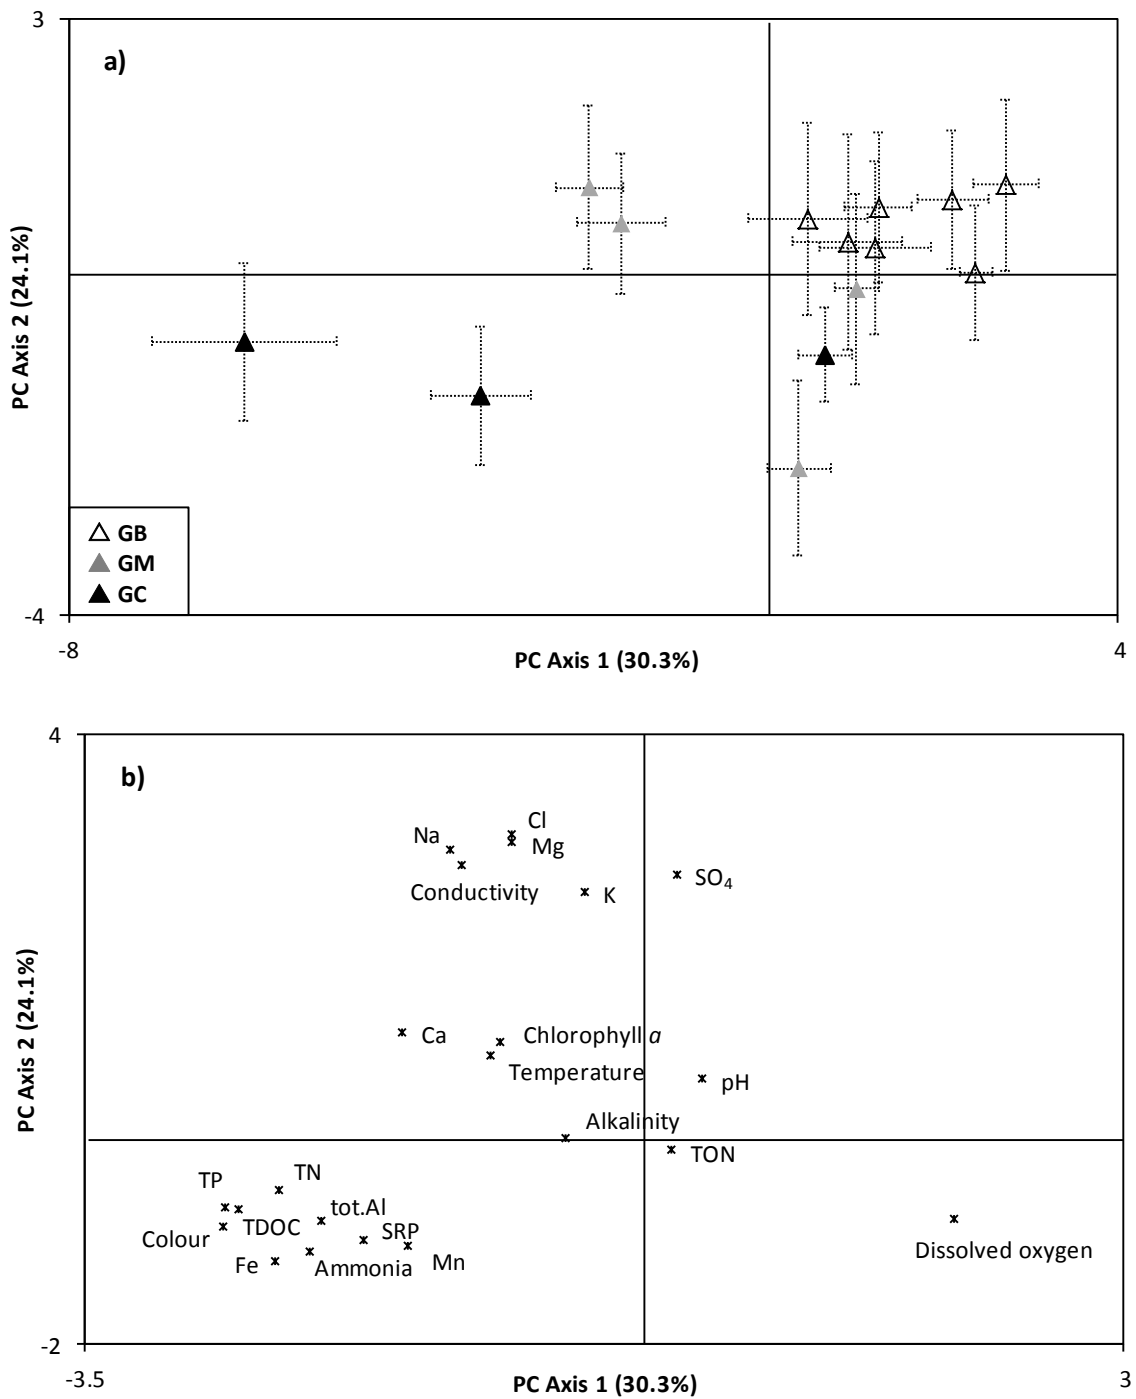 3
a)
PC Axis 2 (24.1%)
GB
GM
GC
-4
-8
PC Axis 1 (30.3%)
4
4
b)
Cl
Na
Mg
Conductivity
K
SO₄
PC Axis 2 (24.1%)
Ca
Chlorophyll a
Temperature
pH
Alkalinity
TON
TN
TP
tot.Al
TDOC
SRP
Colour
Dissolved oxygen
Fe
Ammonia
Mn
-2
-3.5
PC Axis 1 (30.3%)
3